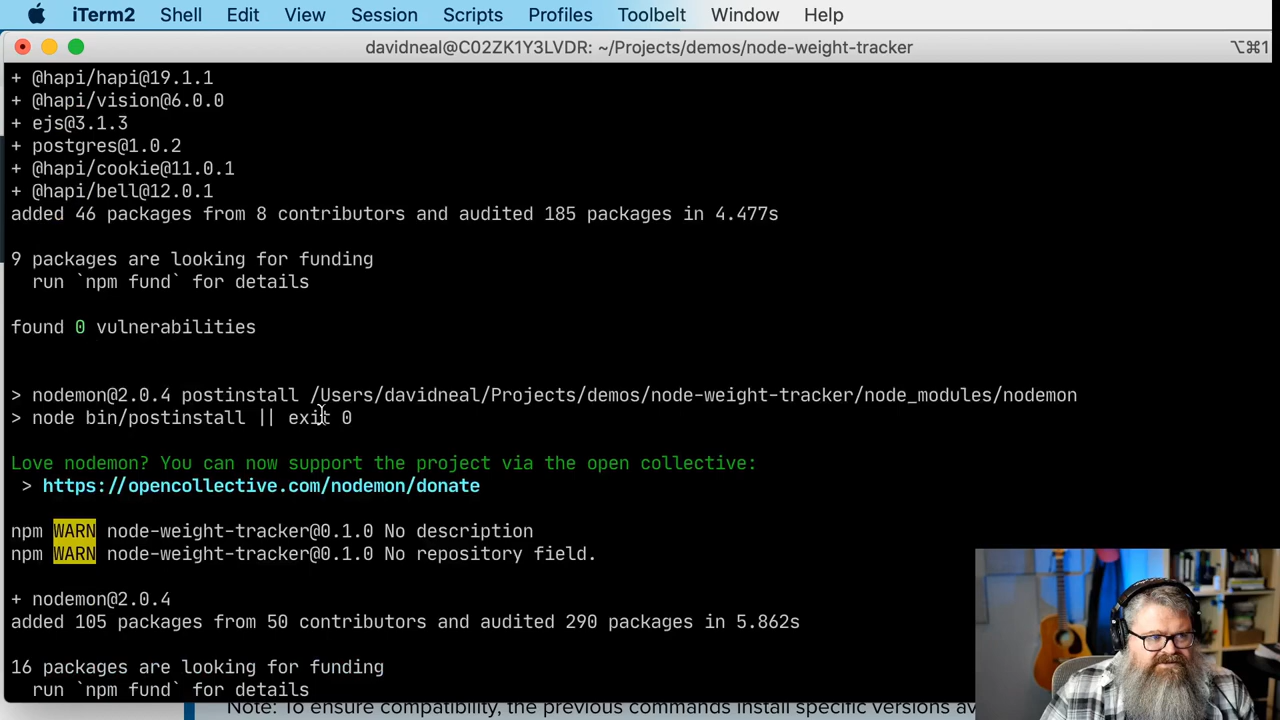 iTerm2 Shell Edit View Session Scripts Profiles Toolbelt Window Help
davidneal@C02ZK1Y3LVDR: ~/Projects/demos/node-weight-tracker ⌥⌘1
+ @hapi/hapi@19.1.1
+ @hapi/vision@6.0.0
+ ejs@3.1.3
+ postgres@1.0.2
+ @hapi/cookie@11.0.1
+ @hapi/bell@12.0.1
added 46 packages from 8 contributors and audited 185 packages in 4.477s
9 packages are looking for funding
run `npm fund` for details
found 0 vulnerabilities
> nodemon@2.0.4 postinstall /Users/davidneal/Projects/demos/node-weight-tracker/node_modules/nodemon
> node bin/postinstall || exit 0
Love nodemon? You can now support the project via the open collective:
> https://opencollective.com/nodemon/donate
npm WARN node-weight-tracker@0.1.0 No description
npm WARN node-weight-tracker@0.1.0 No repository field.
+ nodemon@2.0.4
added 105 packages from 50 contributors and audited 290 packages in 5.862s
16 packages are looking for funding
run `npm fund` for details
Note: To ensure compatibility, the previous commands install specific versions av